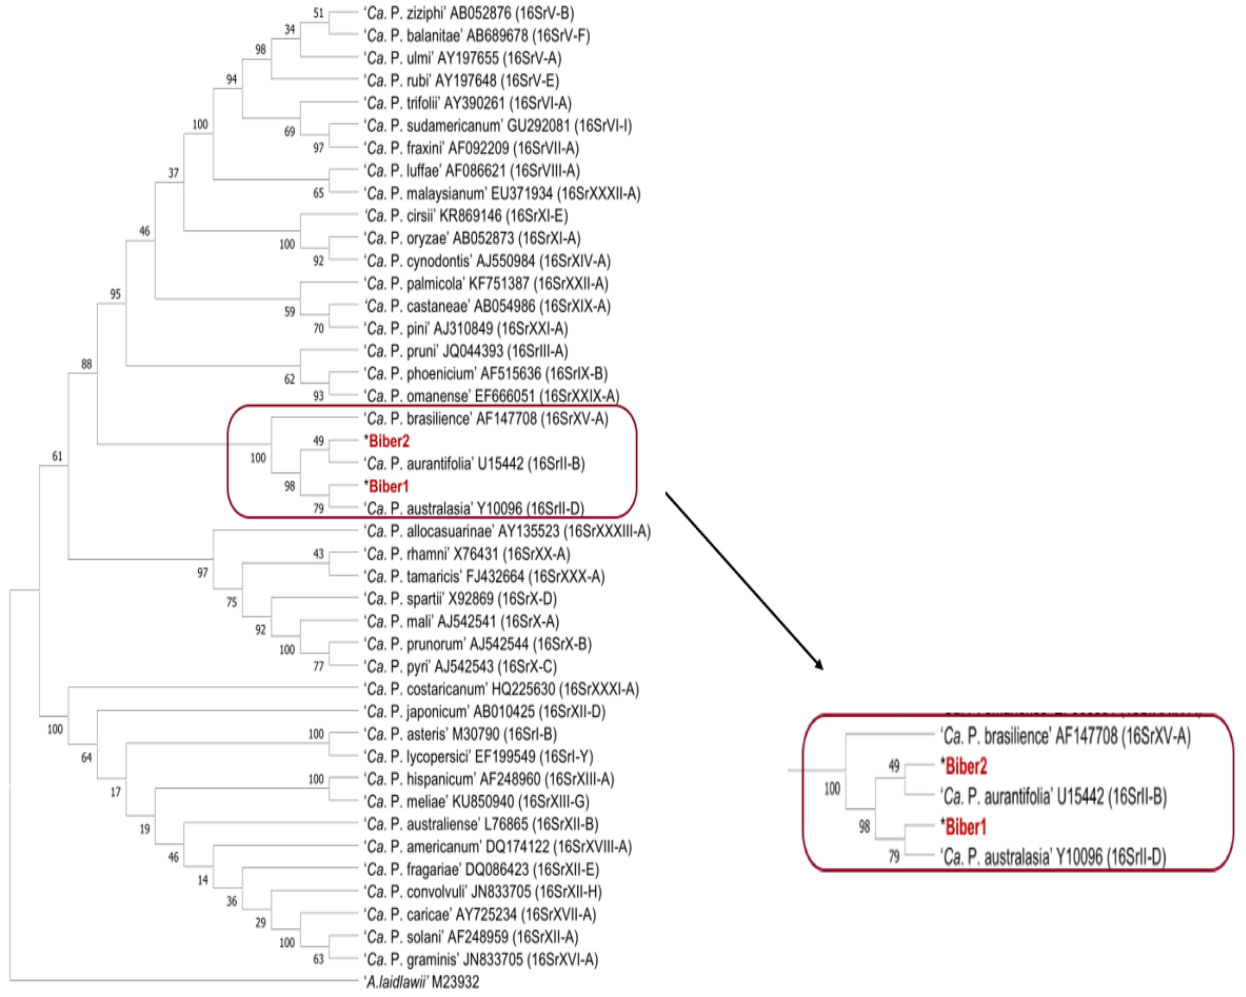 51 'Ca. P. ziziphi' AB052876 (16SrV-B)
34 'Ca. P. balanitae' AB689678 (16SrV-F)
98 'Ca. P. ulmi' AY197655 (16SrV-A)
94 'Ca. P. rubi' AY197648 (16SrV-E)
'Ca. P. trifolii' AY390261 (16SrVI-A)
100 69 'Ca. P. sudamericanum' GU292081 (16SrVI-I)
97 'Ca. P. fraxini' AF092209 (16SrVII-A)
37 'Ca. P. luffae' AF086621 (16SrVIII-A)
65 'Ca. P. malaysianum' EU371934 (16SrXXXII-A)
'Ca. P. cirsii' KR869146 (16SrXI-E)
46 100 'Ca. P. oryzae' AB052873 (16SrXI-A)
92 'Ca. P. cynodontis' AJ550984 (16SrXIV-A)
95 'Ca. P. palmicola' KF751387 (16SrXXII-A)
59 'Ca. P. castaneae' AB054986 (16SrXIX-A)
70 'Ca. P. pini' AJ310849 (16SrXXI-A)
'Ca. P. pruni' JQ044393 (16SrIII-A)
88 62 'Ca. P. phoenicium' AF515636 (16SrIX-B)
93 'Ca. P. omanense' EF666051 (16SrXXIX-A)
'Ca. P. brasilience' AF147708 (16SrXV-A)
49 *Biber2
61 100 'Ca. P. aurantifolia' U15442 (16SrII-B)
98 *Biber1
79 'Ca. P. australasia' Y10096 (16SrII-D)
'Ca. P. allocasuarinae' AY135523 (16SrXXXIII-A)
43 'Ca. P. rhamni' X76431 (16SrXX-A)
97 'Ca. P. tamaricis' FJ432664 (16SrXXX-A)
75 'Ca. P. spartii' X92869 (16SrX-D)
92 'Ca. P. mali' AJ542541 (16SrX-A)
100 'Ca. P. prunorum' AJ542544 (16SrX-B)
77 'Ca. P. pyri' AJ542543 (16SrX-C)
'Ca. P. costaricanum' HQ225630 (16SrXXXI-A)
100 'Ca. P. japonicum' AB010425 (16SrXII-D)
64 100 'Ca. P. asteris' M30790 (16SrI-B)
'Ca. P. lycopersici' EF199549 (16SrI-Y)
17 100 'Ca. P. hispanicum' AF248960 (16SrXIII-A)
'Ca. P. meliae' KU850940 (16SrXIII-G)
19 'Ca. P. australiense' L76865 (16SrXII-B)
46 'Ca. P. americanum' DQ174122 (16SrXVIII-A)
14 'Ca. P. fragariae' DQ086423 (16SrXII-E)
36 'Ca. P. convolvuli' JN833705 (16SrXII-H)
29 'Ca. P. caricae' AY725234 (16SrXVII-A)
100 'Ca. P. solani' AF248959 (16SrXII-A)
63 'Ca. P. graminis' JN833705 (16SrXVI-A)
'A.laidlawii' M23932
'Ca. P. brasilience' AF147708 (16SrXV-A)
49 *Biber2
100 'Ca. P. aurantifolia' U15442 (16SrII-B)
98 *Biber1
79 'Ca. P. australasia' Y10096 (16SrII-D)